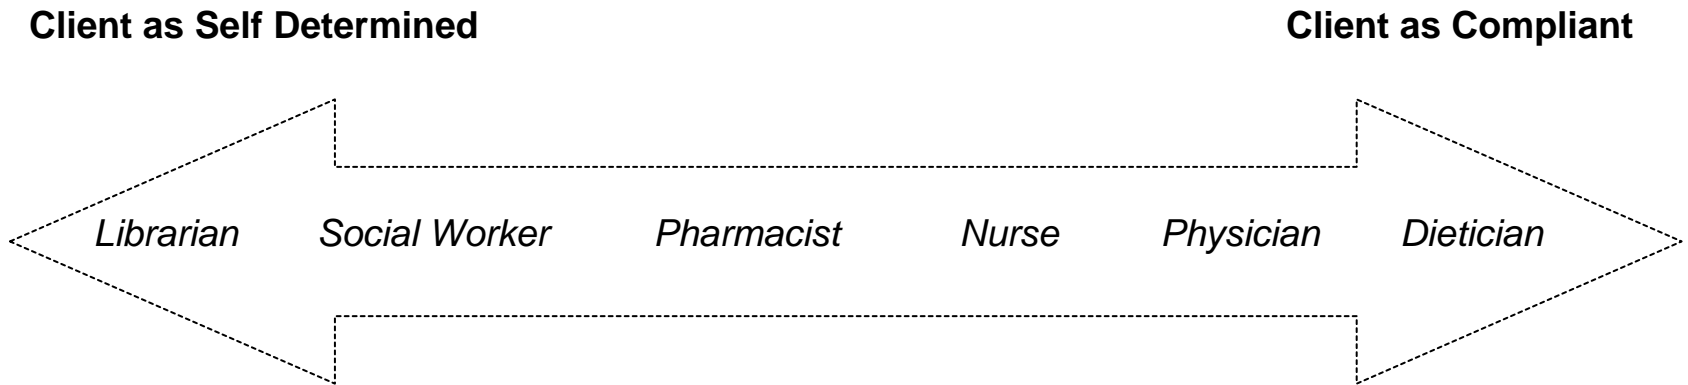 Client as Self Determined Client as Compliant
Librarian Social Worker Pharmacist Nurse Physician Dietician